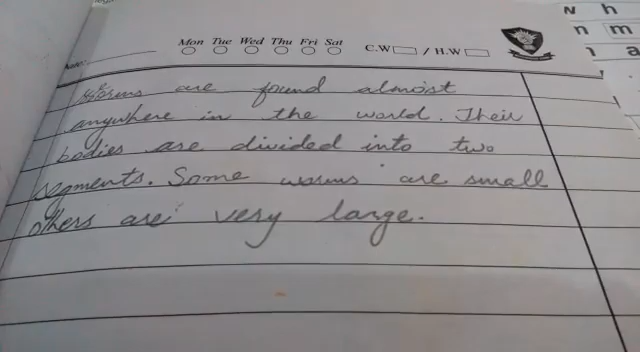 Mon Tue Wed Thu Fri Sat C.W / H.W
Worms are found almost
anywhere in the world. Their
bodies are divided into two
segments. Some worms are small
others are very large.
N h
n m
n a